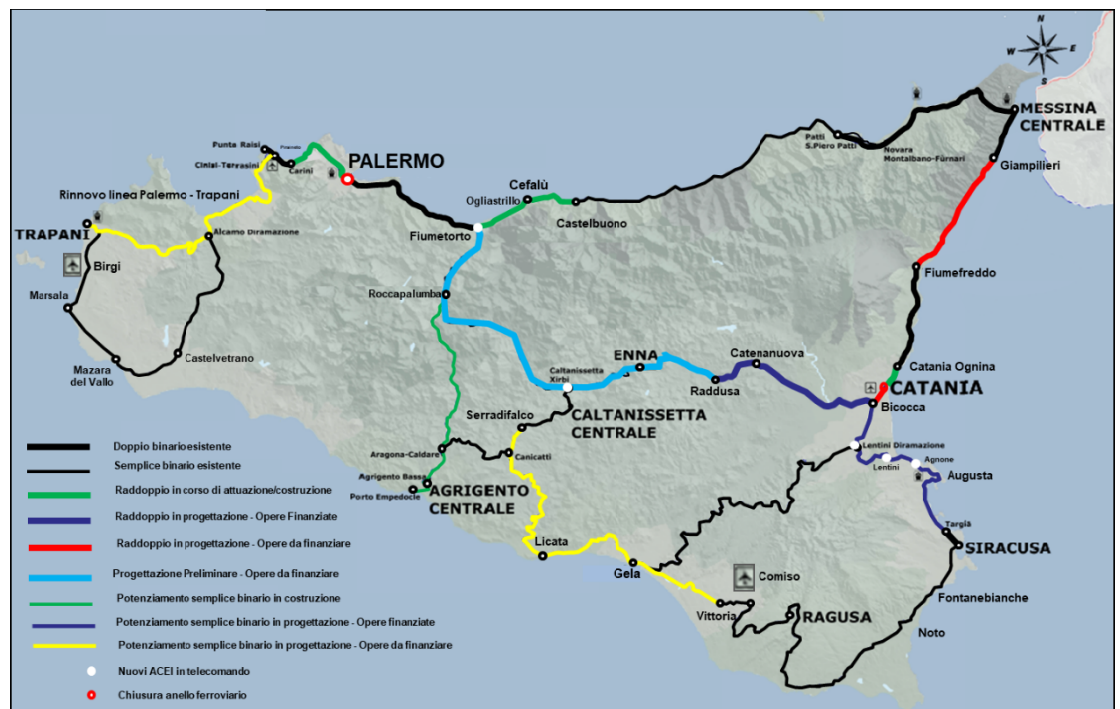 N
W
E
S
MESSINA
CENTRALE
Punta Raisi
Cinisi-Terrasini
Carini
PALERMO
Patti
S.Piero Patti
Novara
Montalbano-Furnari
Giampilieri
Rinnovo linea Palermo - Trapani
Cefalù
Ogliastrillo
Castelbuono
TRAPANI
Alcamo Diramazione
Fiumetorto
Birgi
Fiumefreddo
Marsala
Roccapalumba
Mazara
del Vallo
Castelvetrano
Caltanissetta
Xirbi
ENNA
Catenanuova
Raddusa
Catania Ognina
CATANIA
Bicocca
Serradifalco
CALTANISSETTA
CENTRALE
Lentini Diramazione
Lentini
Agnone
Augusta
Aragona-Caldare
Canicatti
Agrigento Bassa
Porto Empedocle
AGRIGENTO
CENTRALE
Targia
SIRACUSA
Licata
Gela
Comiso
Vittoria
RAGUSA
Fontanebianche
Noto
Doppio binario esistente
Semplice binario esistente
Raddoppio in corso di attuazione/costruzione
Raddoppio in progettazione - Opere Finanziate
Raddoppio in progettazione - Opere da finanziare
Progettazione Preliminare - Opere da finanziare
Potenziamento semplice binario in costruzione
Potenziamento semplice binario in progettazione - Opere finanziate
Potenziamento semplice binario in progettazione - Opere da finanziare
Nuovi ACEI in telecomando
Chiusura anello ferroviario